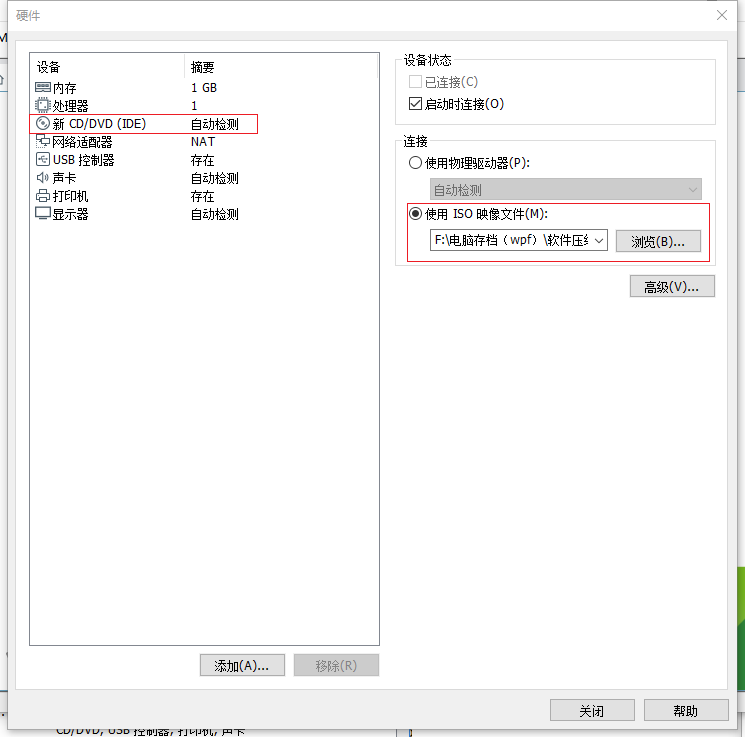 硬件
设备 摘要
内存 1 GB
处理器 1
新 CD/DVD (IDE) 自动检测
网络适配器 NAT
USB 控制器 存在
声卡 自动检测
打印机 存在
显示器 自动检测
添加(A)... 移除(R)
设备状态
已连接(C)
启动时连接(O)
连接
使用物理驱动器(P):
自动检测
使用 ISO 映像文件(M):
F:\电脑存档（wpf）\软件压 浏览(B)...
高级(V)...
关闭 帮助
CD/DVD, USB 控制器, 打印机, 声卡